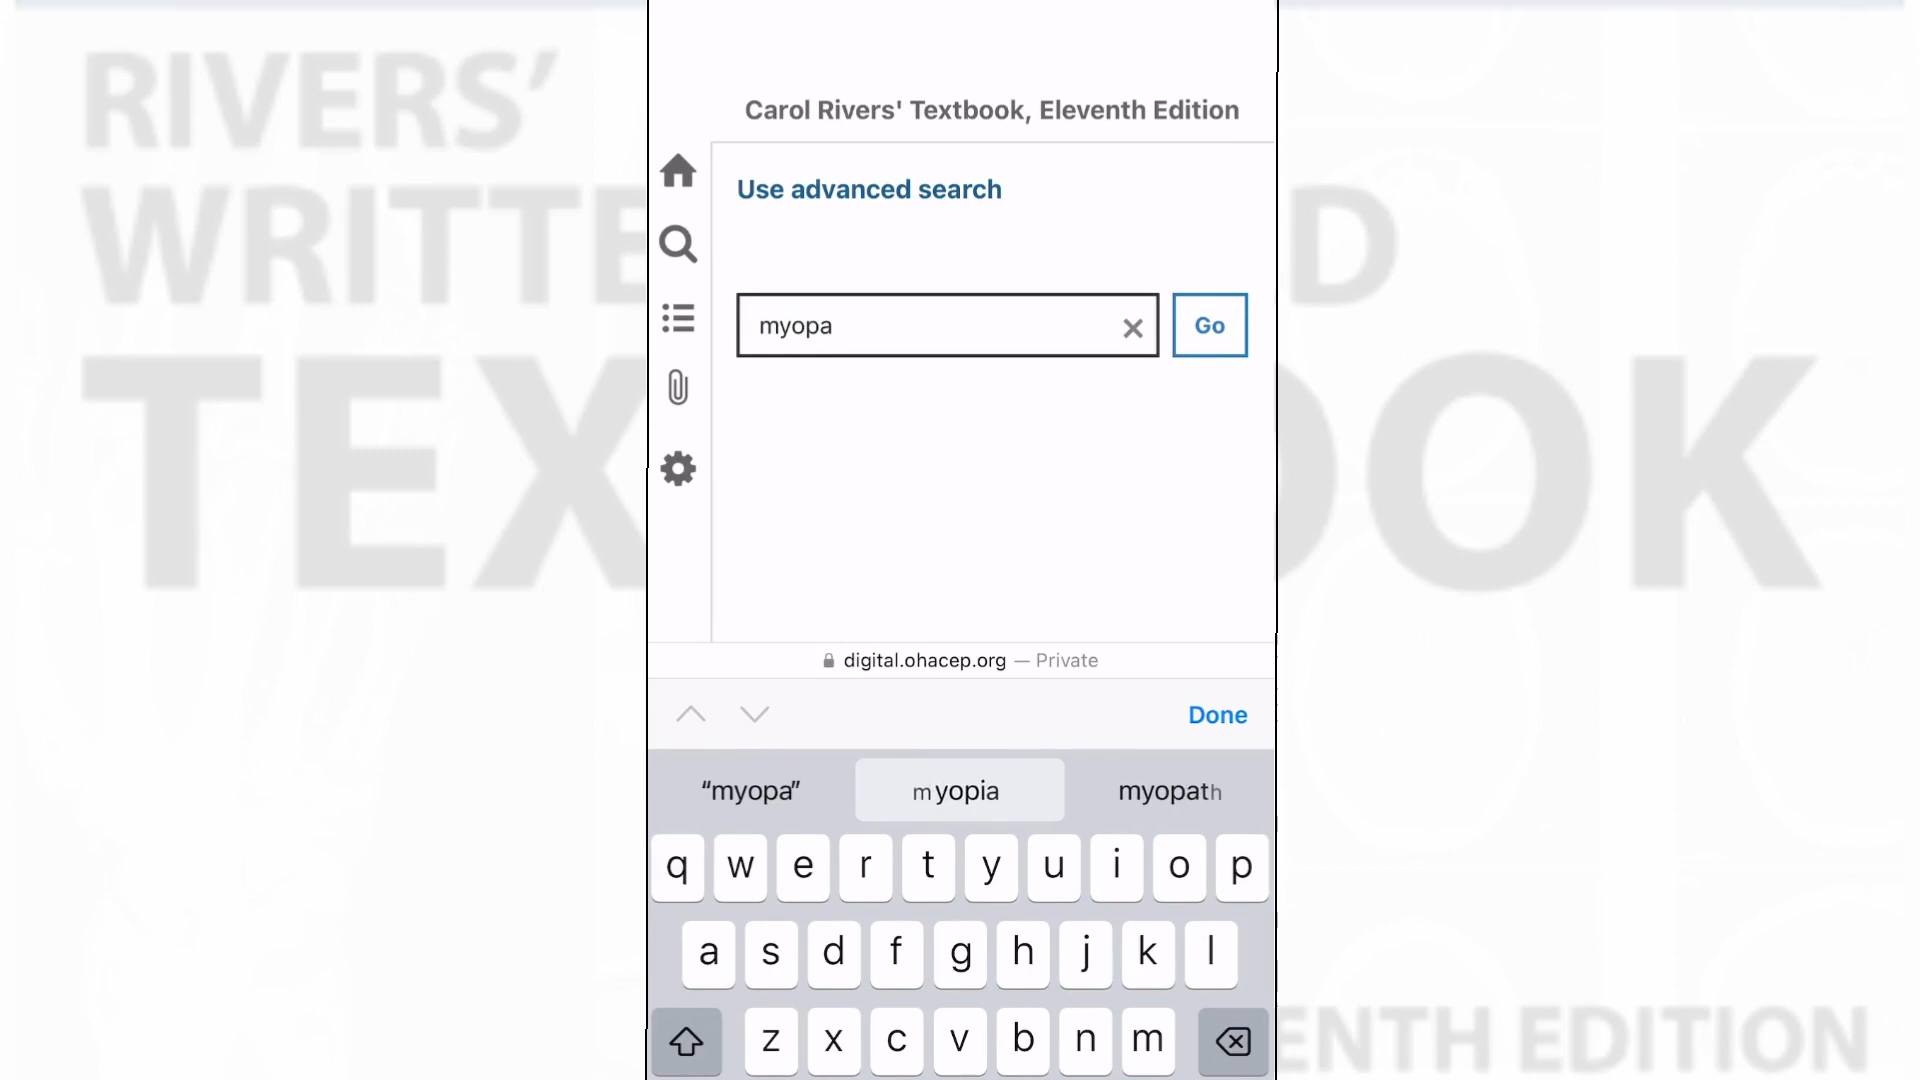 RIVERS’
WRITTE D
TEX OOK
ENTH EDITION
Carol Rivers' Textbook, Eleventh Edition
Use advanced search
myopa
Go
digital.ohacep.org — Private
Done
“myopa” myopia myopath
q w e r t y u i o p
a s d f g h j k l
z x c v b n m